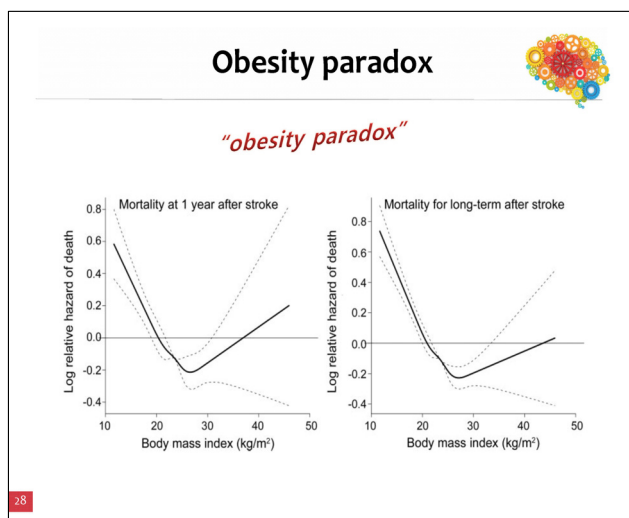 Obesity paradox
"obesity paradox"
Mortality at 1 year after stroke
Log relative hazard of death
0.8
0.6
0.4
0.2
0.0
-0.2
-0.4
10 20 30 40 50
Body mass index (kg/m²)
Mortality for long-term after stroke
Log relative hazard of death
0.8
0.6
0.4
0.2
0.0
-0.2
-0.4
10 20 30 40 50
Body mass index (kg/m²)
28